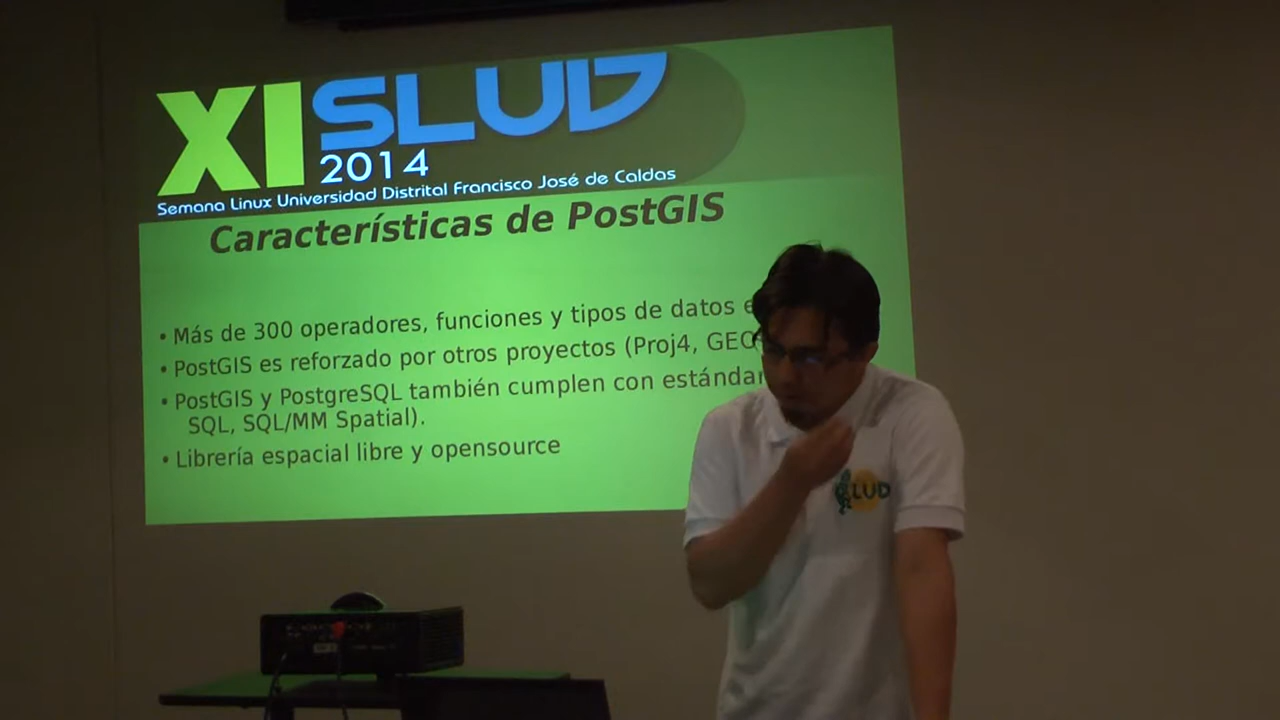 XI SLUD
2014
Semana Linux Universidad Distrital Francisco José de Caldas
Características de PostGIS
• Más de 300 operadores, funciones y tipos de datos
• PostGIS es reforzado por otros proyectos (Proj4,
• PostGIS y PostgreSQL también cumplen con
SQL, SQL/MM Spatial).
• Librería espacial libre y opensource
GLUD